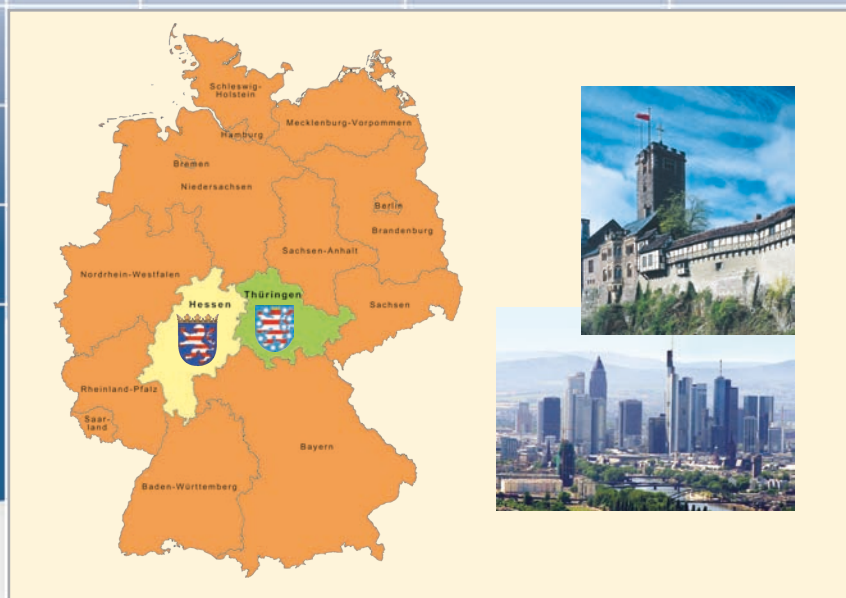 Schleswig-
Holstein
Mecklenburg-Vorpommern
Hamburg
Bremen
Niedersachsen
Berlin
Brandenburg
Sachsen-Anhalt
Nordrhein-Westfalen
Thüringen
Hessen
Sachsen
Rheinland-Pfalz
Saar-
land
Bayern
Baden-Württemberg